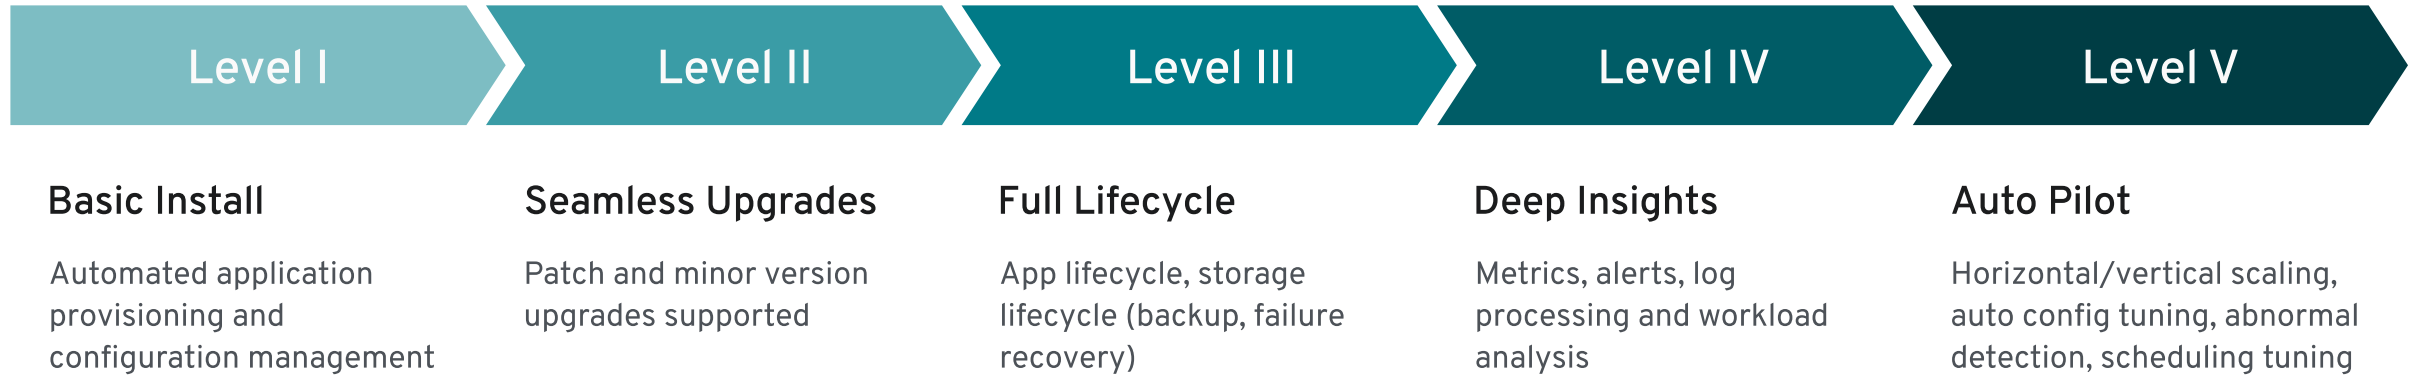 Level I
Level II
Level III
Level IV
Level V
Basic Install
Automated application
provisioning and
configuration management
Seamless Upgrades
Patch and minor version
upgrades supported
Full Lifecycle
App lifecycle, storage
lifecycle (backup, failure
recovery)
Deep Insights
Metrics, alerts, log
processing and workload
analysis
Auto Pilot
Horizontal/vertical scaling,
auto config tuning, abnormal
detection, scheduling tuning